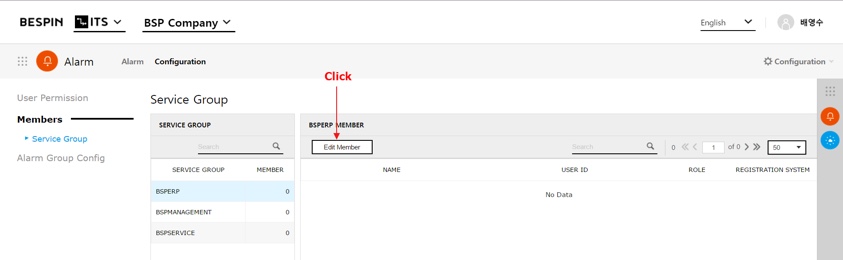 BESPIN ITS BSP Company English 배영수
Alarm Alarm Configuration Configuration
Click
User Permission
Members
Service Group
Alarm Group Config
Service Group
SERVICE GROUP
Search
SERVICE GROUP MEMBER
BSPERP 0
BSPMANAGEMENT 0
BSPSERVICE 0
BSPERP MEMBER
Edit Member Search 0 1 of 0 50
NAME USER ID ROLE REGISTRATION SYSTEM
No Data